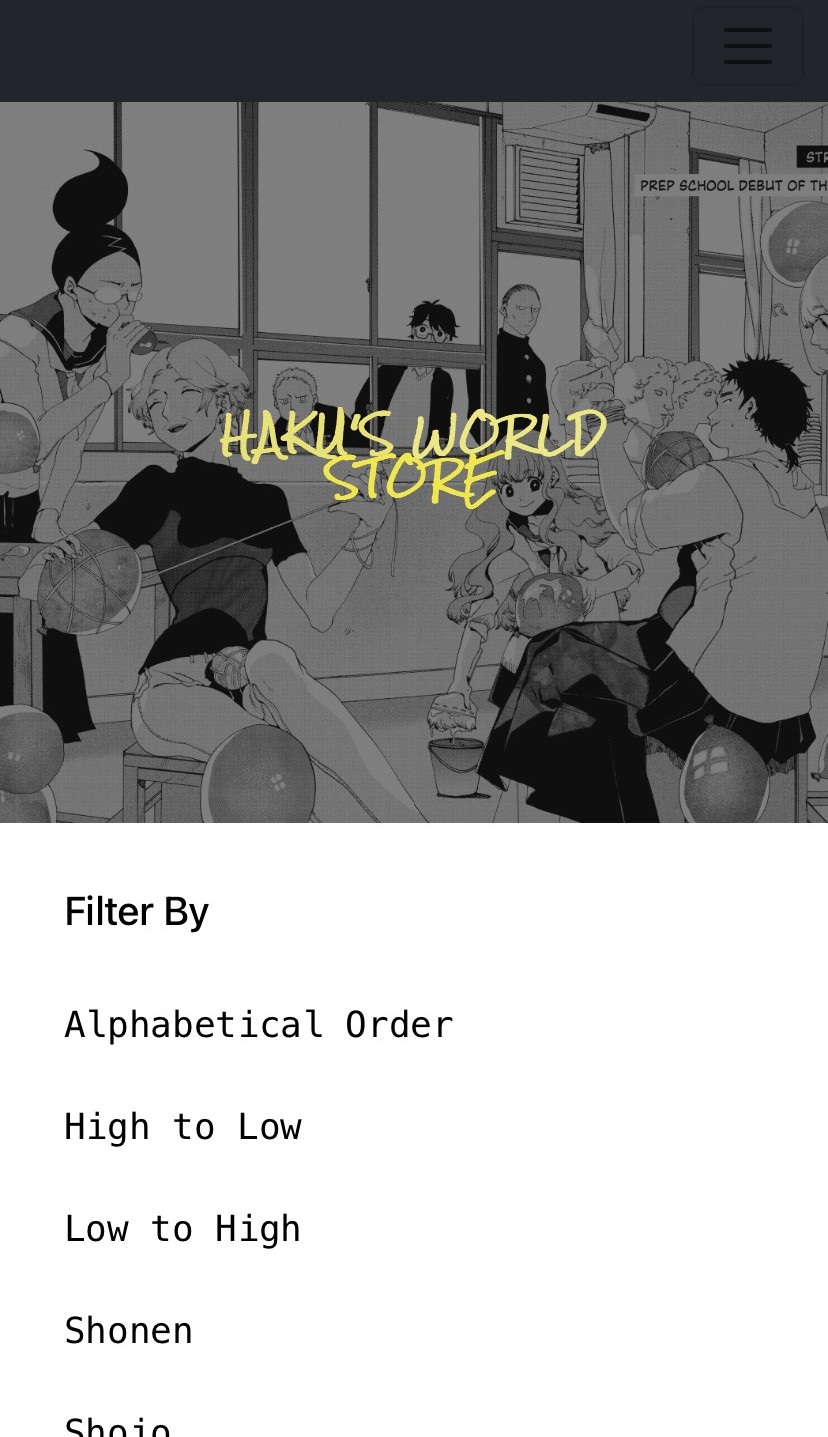 PREP SCHOOL DEBUT OF TH
HAKU'S WORLD
STORE
Filter By
Alphabetical Order
High to Low
Low to High
Shonen
Shojo